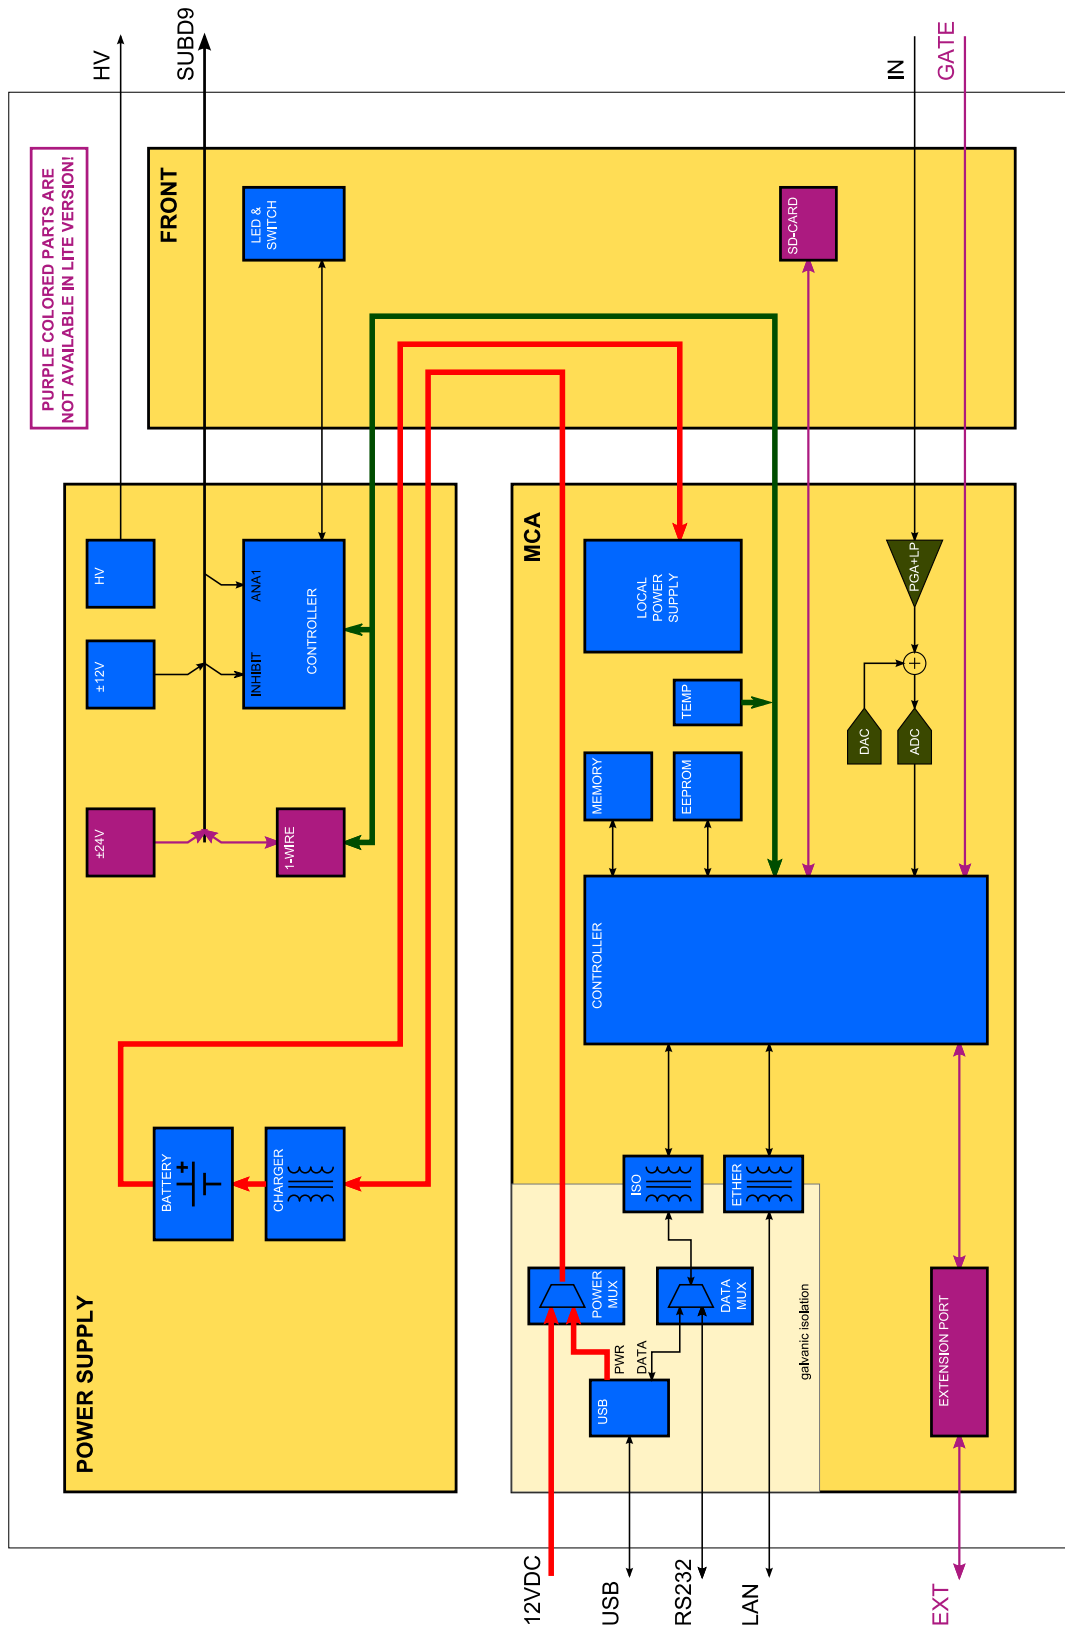 PURPLE COLORED PARTS ARE
NOT AVAILABLE IN LITE VERSION!
HV
SUBD9
IN
GATE
FRONT
LED &
SWITCH
SD-CARD
POWER SUPPLY
HV
±12V
±24V
ANA1
INHIBIT
CONTROLLER
1-WIRE
BATTERY
+
CHARGER
MCA
LOCAL
POWER
SUPPLY
TEMP
MEMORY
EEPROM
PGA+LP
+
DAC
ADC
CONTROLLER
ISO
ETHER
POWER
MUX
DATA
MUX
PWR
DATA
USB
galvanic isolation
EXTENSION PORT
12VDC
USB
RS232
LAN
EXT